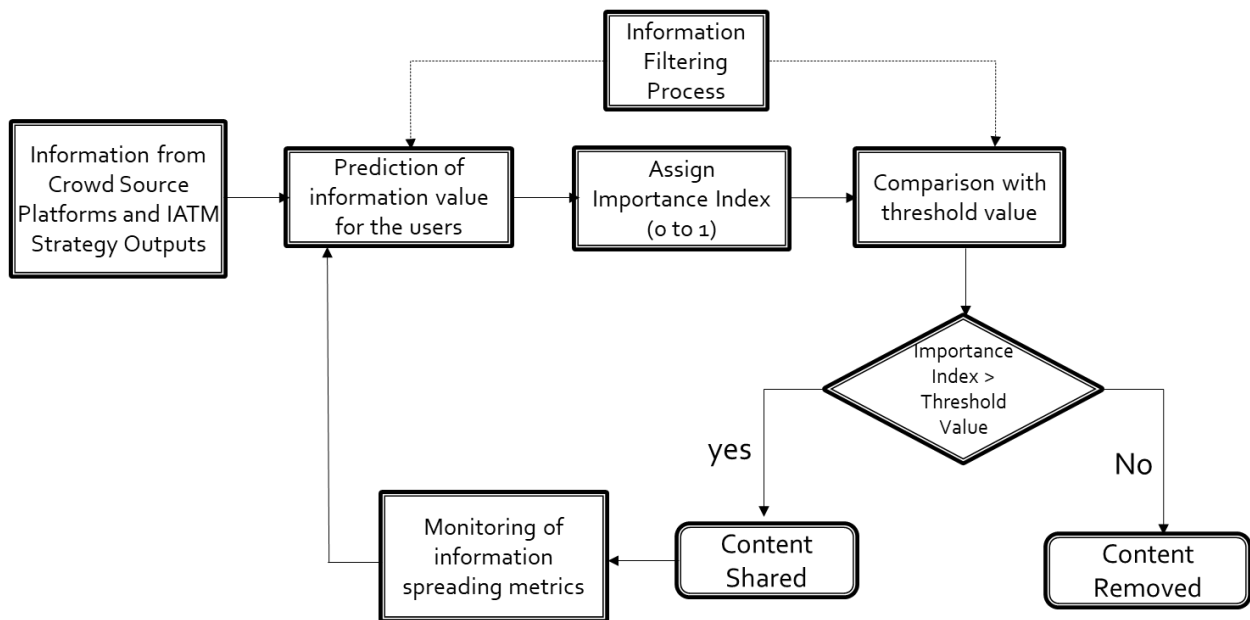 Information
Filtering
Process
Information from
Crowd Source
Platforms and IATM
Strategy Outputs
Prediction of
information value
for the users
Assign
Importance Index
(0 to 1)
Comparison with
threshold value
Importance
Index >
Threshold
Value
yes
No
Monitoring of
information
spreading metrics
Content
Shared
Content
Removed